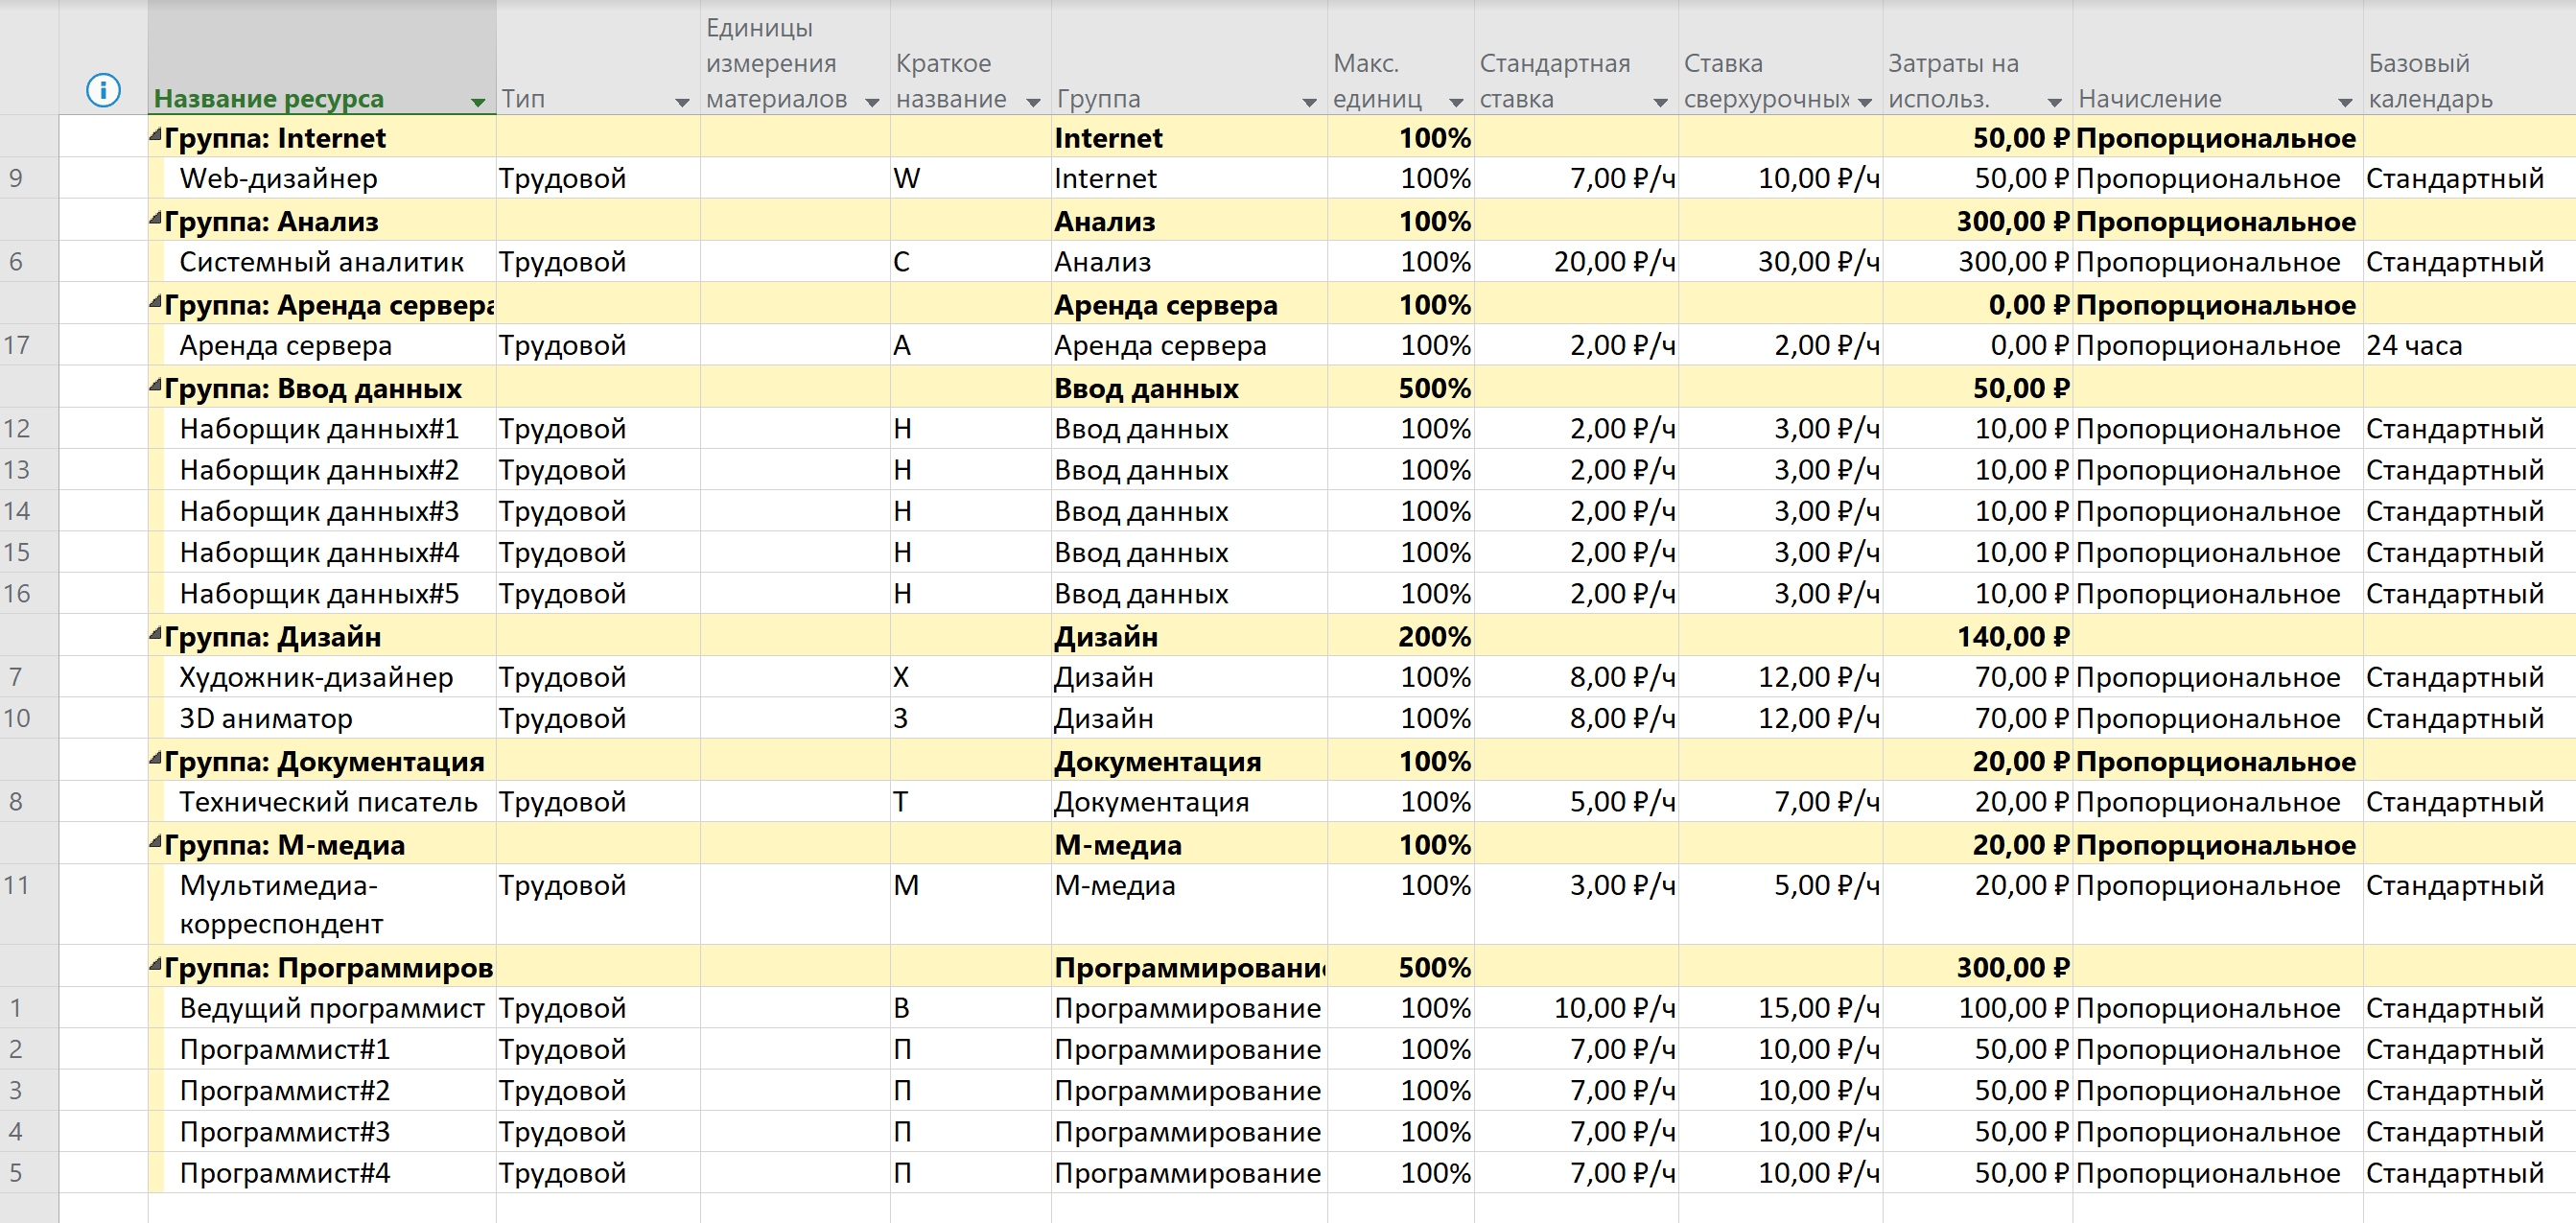 Название ресурса Тип Единицы измерения материалов Краткое название Группа Макс. единиц Стандартная ставка Ставка сверхурочных Затраты на использ. Начисление Базовый календарь
Группа: Internet Internet 100% 50,00 ₽ Пропорциональное
9 Web-дизайнер Трудовой W Internet 100% 7,00 ₽/ч 10,00 ₽/ч 50,00 ₽ Пропорциональное Стандартный
Группа: Анализ Анализ 100% 300,00 ₽ Пропорциональное
6 Системный аналитик Трудовой С Анализ 100% 20,00 ₽/ч 30,00 ₽/ч 300,00 ₽ Пропорциональное Стандартный
Группа: Аренда сервера Аренда сервера 100% 0,00 ₽ Пропорциональное
17 Аренда сервера Трудовой А Аренда сервера 100% 2,00 ₽/ч 2,00 ₽/ч 0,00 ₽ Пропорциональное 24 часа
Группа: Ввод данных Ввод данных 500% 50,00 ₽
12 Наборщик данных#1 Трудовой Н Ввод данных 100% 2,00 ₽/ч 3,00 ₽/ч 10,00 ₽ Пропорциональное Стандартный
13 Наборщик данных#2 Трудовой Н Ввод данных 100% 2,00 ₽/ч 3,00 ₽/ч 10,00 ₽ Пропорциональное Стандартный
14 Наборщик данных#3 Трудовой Н Ввод данных 100% 2,00 ₽/ч 3,00 ₽/ч 10,00 ₽ Пропорциональное Стандартный
15 Наборщик данных#4 Трудовой Н Ввод данных 100% 2,00 ₽/ч 3,00 ₽/ч 10,00 ₽ Пропорциональное Стандартный
16 Наборщик данных#5 Трудовой Н Ввод данных 100% 2,00 ₽/ч 3,00 ₽/ч 10,00 ₽ Пропорциональное Стандартный
Группа: Дизайн Дизайн 200% 140,00 ₽
7 Художник-дизайнер Трудовой Х Дизайн 100% 8,00 ₽/ч 12,00 ₽/ч 70,00 ₽ Пропорциональное Стандартный
10 3D аниматор Трудовой 3 Дизайн 100% 8,00 ₽/ч 12,00 ₽/ч 70,00 ₽ Пропорциональное Стандартный
Группа: Документация Документация 100% 20,00 ₽ Пропорциональное
8 Технический писатель Трудовой Т Документация 100% 5,00 ₽/ч 7,00 ₽/ч 20,00 ₽ Пропорциональное Стандартный
Группа: М-медиа М-медиа 100% 20,00 ₽ Пропорциональное
11 Мультимедиа-корреспондент Трудовой М М-медиа 100% 3,00 ₽/ч 5,00 ₽/ч 20,00 ₽ Пропорциональное Стандартный
Группа: Программиров Программировани 500% 300,00 ₽
1 Ведущий программист Трудовой В Программирование 100% 10,00 ₽/ч 15,00 ₽/ч 100,00 ₽ Пропорциональное Стандартный
2 Программист#1 Трудовой П Программирование 100% 7,00 ₽/ч 10,00 ₽/ч 50,00 ₽ Пропорциональное Стандартный
3 Программист#2 Трудовой П Программирование 100% 7,00 ₽/ч 10,00 ₽/ч 50,00 ₽ Пропорциональное Стандартный
4 Программист#3 Трудовой П Программирование 100% 7,00 ₽/ч 10,00 ₽/ч 50,00 ₽ Пропорциональное Стандартный
5 Программист#4 Трудовой П Программирование 100% 7,00 ₽/ч 10,00 ₽/ч 50,00 ₽ Пропорциональное Стандартный